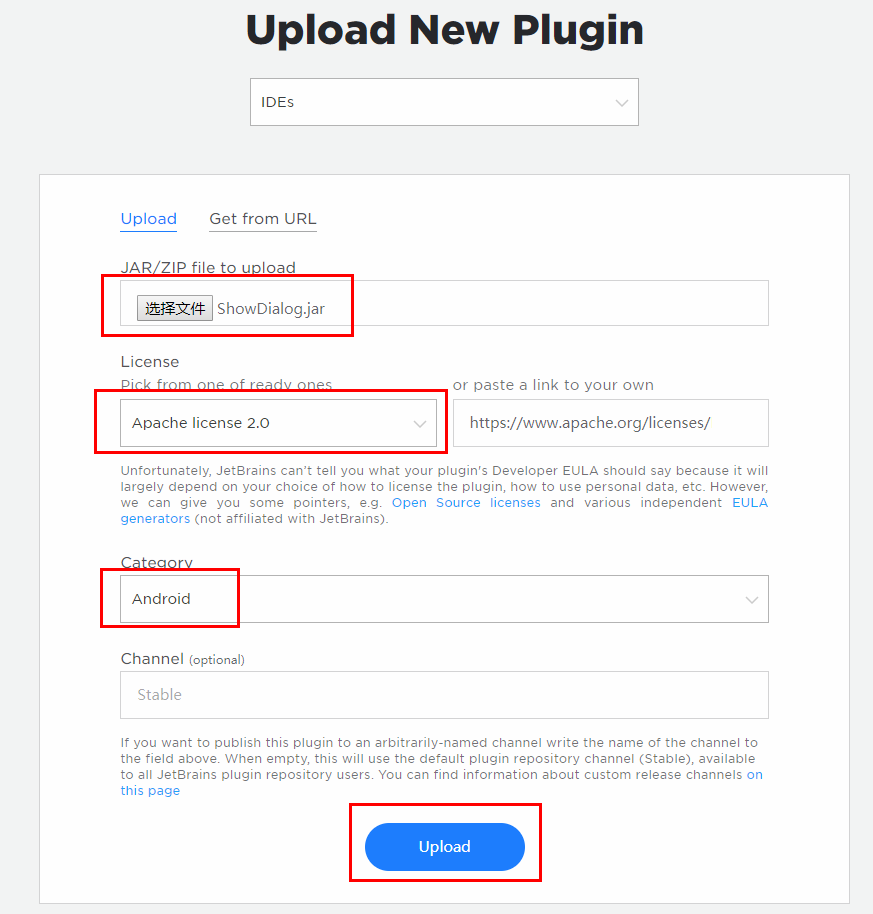 Upload New Plugin
IDEs
Upload Get from URL
JAR/ZIP file to upload
选择文件 ShowDialog.jar
License
Pick from one of ready ones or paste a link to your own
Apache license 2.0 https://www.apache.org/licenses/
Unfortunately, JetBrains can't tell you what your plugin's Developer EULA should say because it will
largely depend on your choice of how to license the plugin, how to use personal data, etc. However,
we can give you some pointers, e.g. Open Source licenses and various independent EULA
generators (not affiliated with JetBrains).
Category
Android
Channel (optional)
Stable
If you want to publish this plugin to an arbitrarily-named channel write the name of the channel to
the field above. When empty, this will use the default plugin repository channel (Stable), available
to all JetBrains plugin repository users. You can find information about custom release channels on
this page
Upload